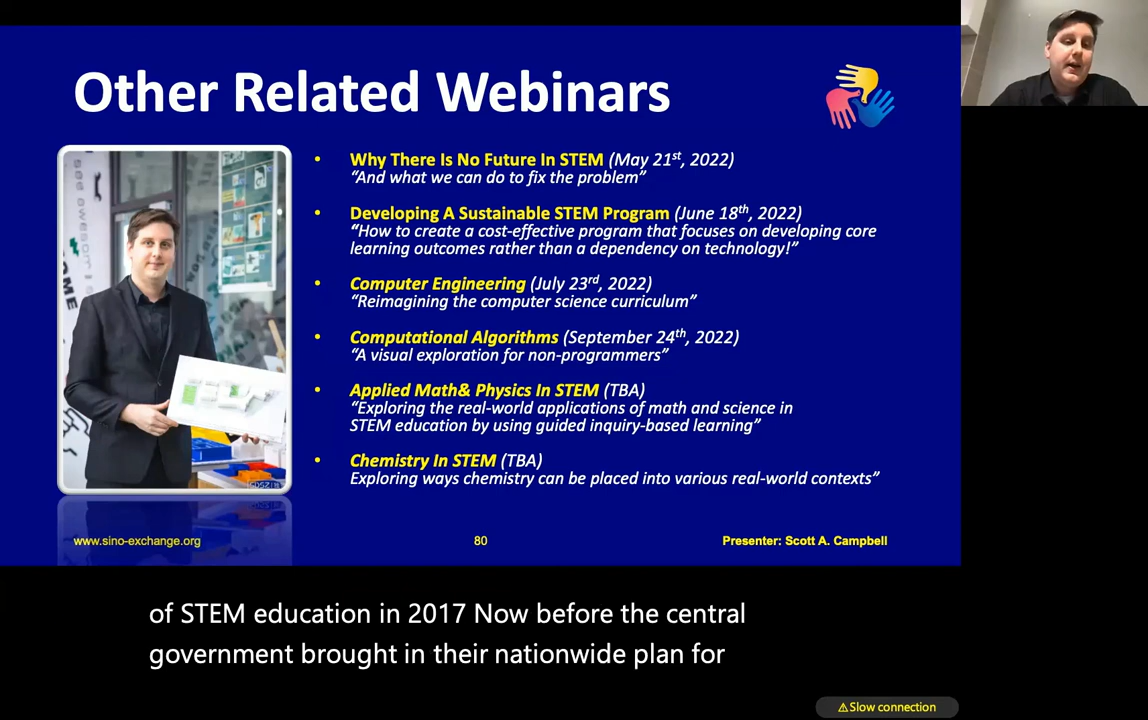 Other Related Webinars
• Why There Is No Future In STEM (May 21st, 2022)
“And what we can do to fix the problem”
• Developing A Sustainable STEM Program (June 18th, 2022)
“How to create a cost-effective program that focuses on developing core
learning outcomes rather than a dependency on technology!”
• Computer Engineering (July 23rd, 2022)
“Reimagining the computer science curriculum”
• Computational Algorithms (September 24th, 2022)
“A visual exploration for non-programmers”
• Applied Math& Physics In STEM (TBA)
“Exploring the real-world applications of math and science in
STEM education by using guided inquiry-based learning”
• Chemistry In STEM (TBA)
Exploring ways chemistry can be placed into various real-world contexts”
www.sino-exchange.org
80
Presenter: Scott A. Campbell
of STEM education in 2017 Now before the central
government brought in their nationwide plan for
⚠Slow connection